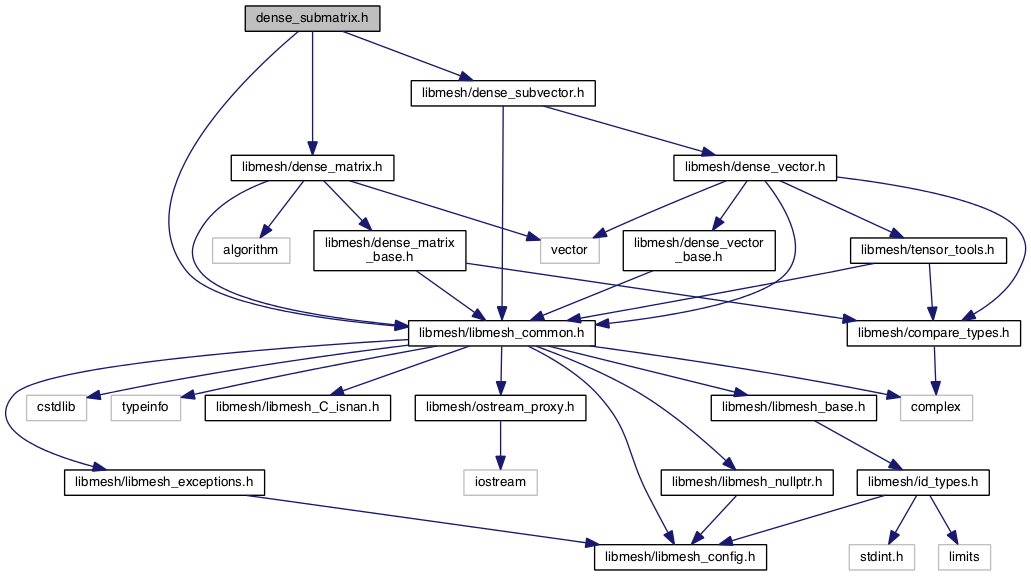 dense_submatrix.h
libmesh/dense_subvector.h
libmesh/dense_matrix.h
libmesh/dense_vector.h
algorithm
libmesh/dense_matrix
_base.h
vector
libmesh/dense_vector
_base.h
libmesh/tensor_tools.h
libmesh/libmesh_common.h
libmesh/compare_types.h
cstdlib
typeinfo
libmesh/libmesh_C_isnan.h
libmesh/ostream_proxy.h
libmesh/libmesh_base.h
complex
libmesh/libmesh_exceptions.h
iostream
libmesh/libmesh_nullptr.h
libmesh/id_types.h
libmesh/libmesh_config.h
stdint.h
limits